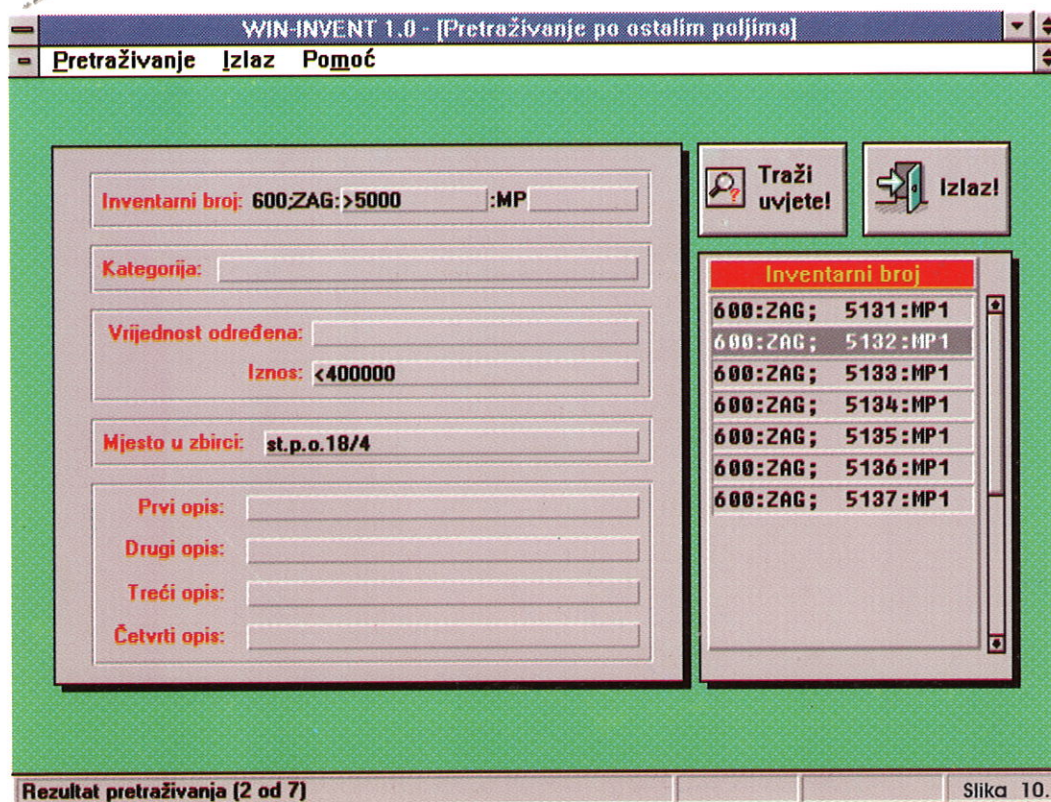 WIN-INVENT 1.0 - [Pretraživanje po ostalim poljima]
Pretraživanje Izlaz Pomoć
Inventarni broj: 600;ZAG: >5000 :MP
Kategorija:
Vrijednost određena:
Iznos: <400000
Mjesto u zbirci: st.p.o.18/4
Prvi opis:
Drugi opis:
Treći opis:
Četvrti opis:
Traži
uvjete!
Izlaz!
Inventarni broj
600:ZAG; 5131:MP1
600:ZAG; 5132:MP1
600:ZAG; 5133:MP1
600:ZAG; 5134:MP1
600:ZAG; 5135:MP1
600:ZAG; 5136:MP1
600:ZAG; 5137:MP1
Rezultat pretraživanja (2 od 7)
Slika 10.